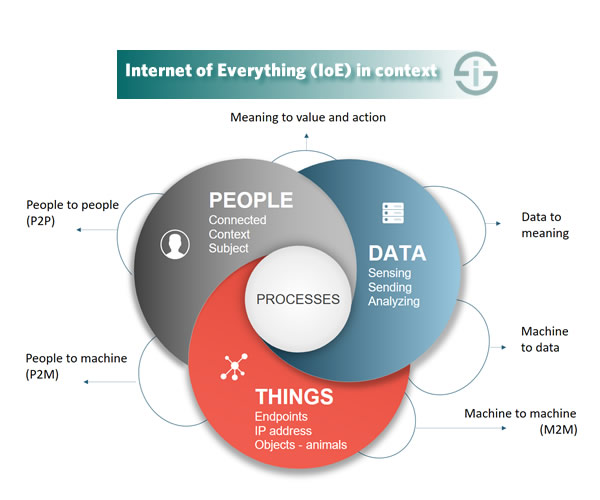 Internet of Everything (IoE) in context
Meaning to value and action
People to people
(P2P)
PEOPLE
Connected
Context
Subject
DATA
Sensing
Sending
Analyzing
Data to
meaning
PROCESSES
People to machine
(P2M)
Machine
to data
THINGS
Endpoints
IP address
Objects - animals
Machine to machine
(M2M)